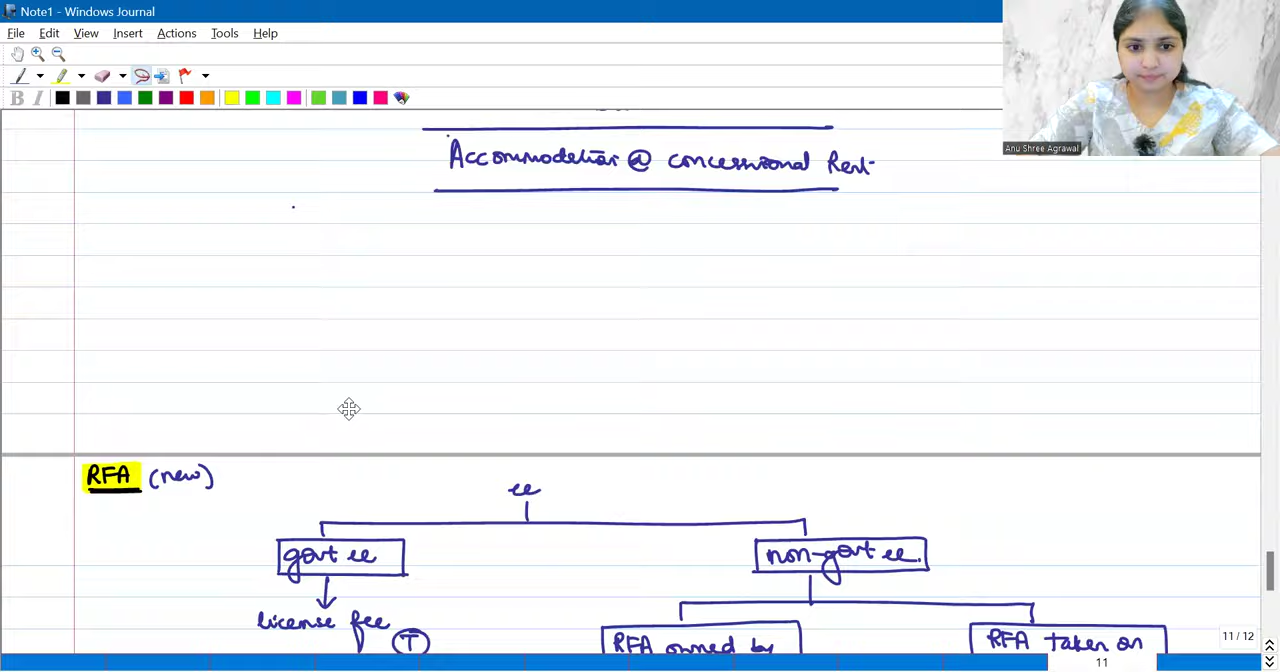 Note1 - Windows Journal
File Edit View Insert Actions Tools Help
B I
Anu Shree Agrawal
Accommodation @ concessional Rent
RFA (new)
ee
govt ee
non-govt ee.
license fee
T
RFA owned by
RFA taken on
11 / 12
11